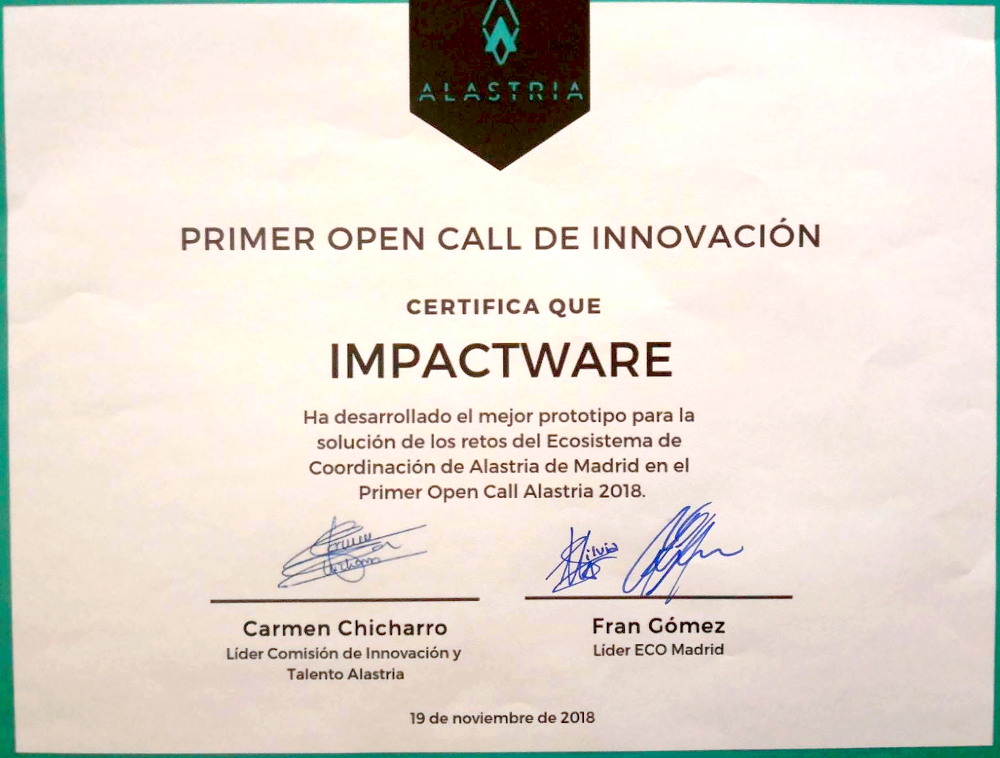 ALASTRIA
PRIMER OPEN CALL DE INNOVACIÓN
CERTIFICA QUE
IMPACTWARE
Ha desarrollado el mejor prototipo para la
solución de los retos del Ecosistema de
Coordinación de Alastria de Madrid en el
Primer Open Call Alastria 2018.
Carmen
Chicharro
Silvia
Carmen Chicharro
Líder Comisión de Innovación y
Talento Alastria
Fran Gómez
Líder ECO Madrid
19 de noviembre de 2018